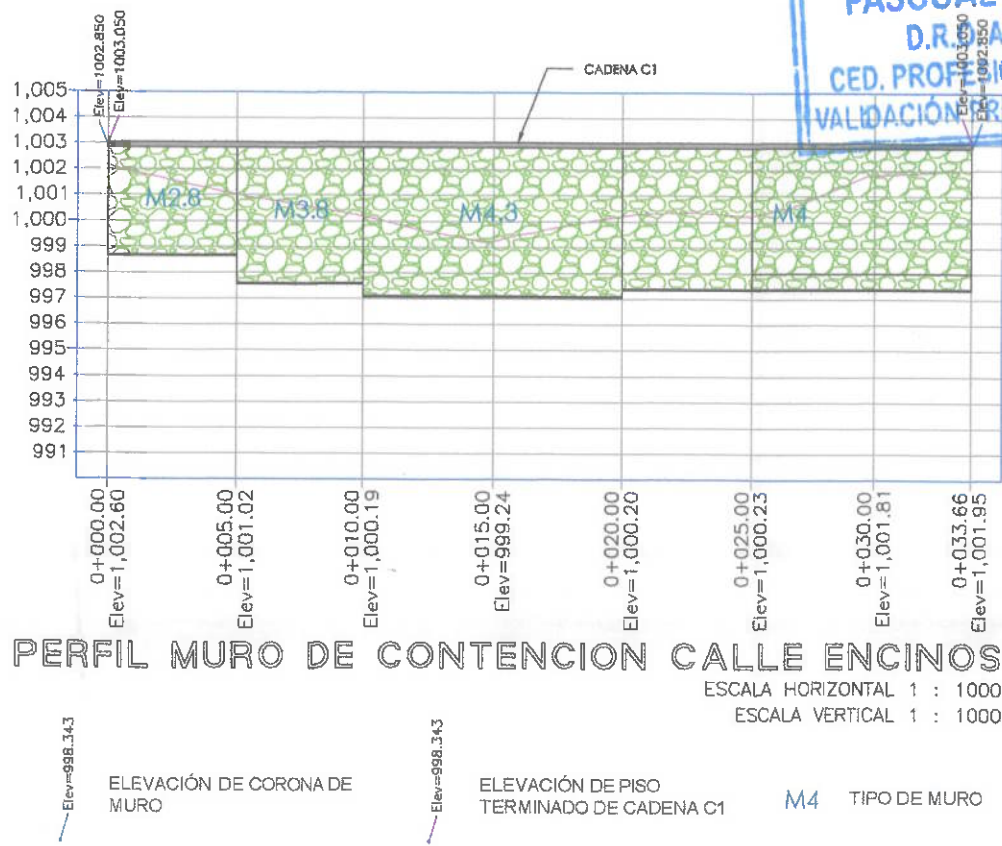 PASCUAL
D.R.O.
CED.
VALIDACIÓN
Elev=1002.850
Elev=1003.050
Elev=1003.050
Elev=1002.850
CADENA C1
1,005
1,004
1,003
1,002
1,001
1,000
999
998
997
996
995
994
993
992
991
M2.8
M3.8
M4.3
M4
0+000.00
Elev=1,002.60
0+005.00
Elev=1,001.02
0+010.00
Elev=1,000.19
0+015.00
Elev=999.24
0+020.00
Elev=1,000.20
0+025.00
Elev=1,000.23
0+030.00
Elev=1,001.81
0+033.66
Elev=1,001.95
PERFIL MURO DE CONTENCION CALLE ENCINOS
ESCALA HORIZONTAL 1 : 1000
ESCALA VERTICAL 1 : 1000
Elev=998.343
ELEVACIÓN DE CORONA DE
MURO
Elev=998.343
ELEVACIÓN DE PISO
TERMINADO DE CADENA C1
M4 TIPO DE MURO